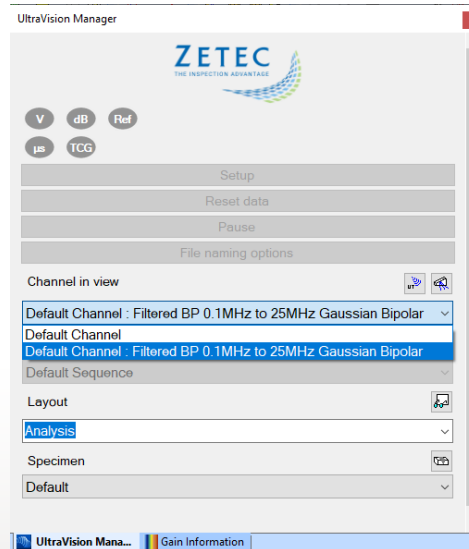 UltraVision Manager
ZETEC
THE INSPECTION ADVANTAGE
V dB Ref
µs TCG
Setup
Reset data
Pause
File naming options
Channel in view
UT
Default Channel : Filtered BP 0.1MHz to 25MHz Gaussian Bipolar
Default Channel
Default Channel : Filtered BP 0.1MHz to 25MHz Gaussian Bipolar
Default Sequence
Layout
Analysis
Specimen
Default
UltraVision Mana... Gain Information